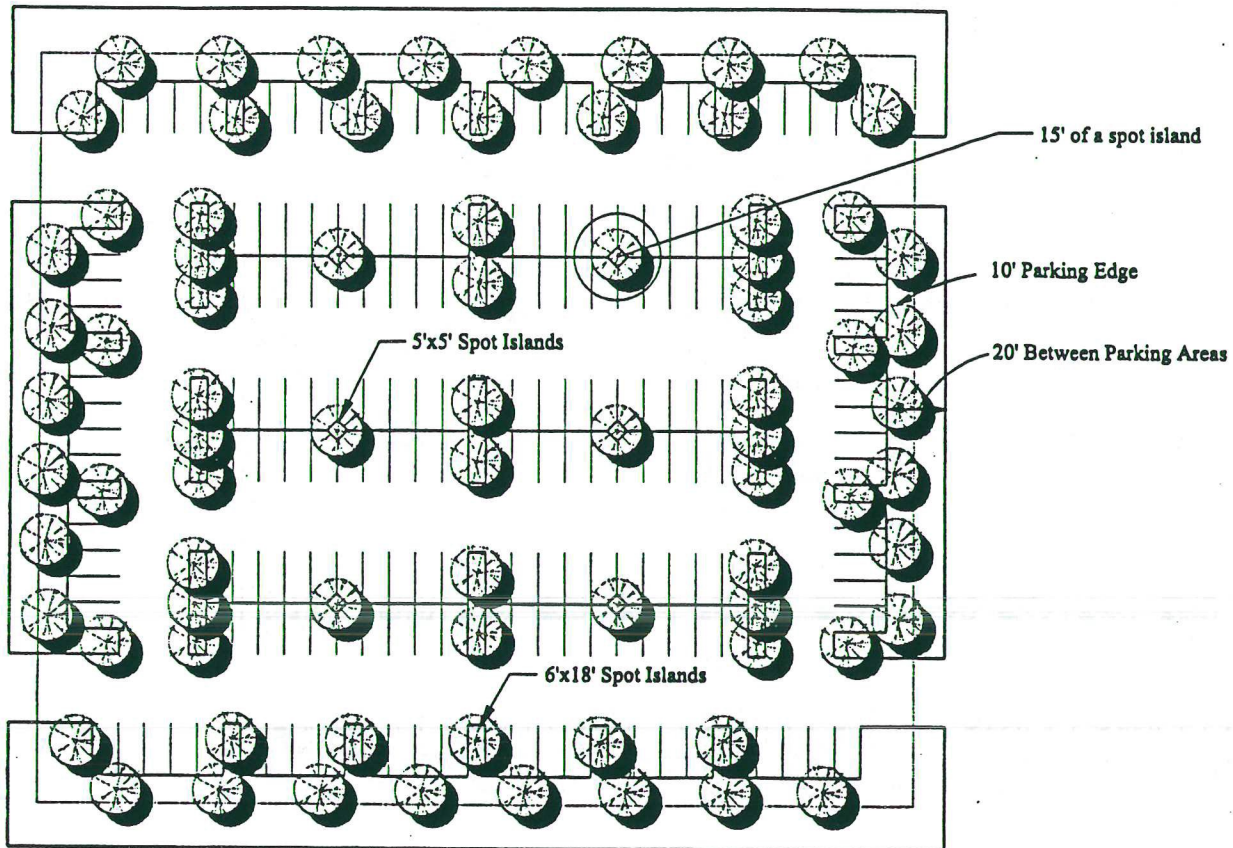 15' of a spot island
10' Parking Edge
20' Between Parking Areas
5'x5' Spot Islands
6'x18' Spot Islands